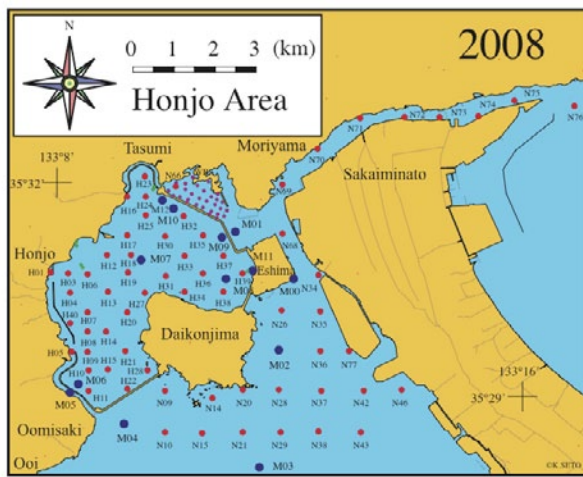 N
0 1 2 3 (km)
Honjo Area
2008
Tasumi
Moriyama
133°8'
35°32'
Sakaiminato
N71
N72
N73
N74
N75
N76
N70
N69
N66
H23
H24
M12
M10
H16
H25
H32
M01
N68
H17
H30
H35
M09
M11
Honjo
H01
H12
H18
M07
H33
H37
Eshima
H03
H06
H19
H31
H36
H39
M00
N34
H04
H13
H27
H34
H38
H40
H07
H20
N26
N35
H08
H14
Daikonjima
H05
H09
H15
H21
M02
N36
N77
H10
M06
H22
H28
133°16'
M05
H11
N09
N14
N20
N28
N37
N42
N46
35°29'
Oomisaki
M04
N10
N15
N21
N29
N38
N43
Ooi
M03
©K SETO